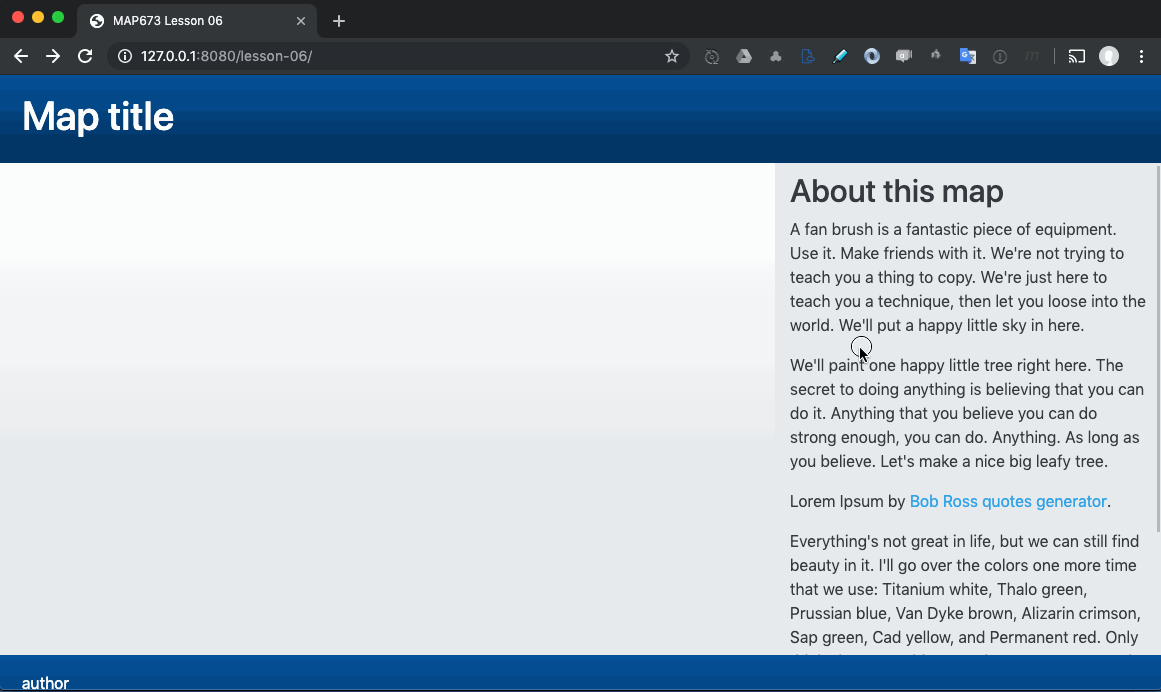 MAP673 Lesson 06
127.0.0.1:8080/lesson-06/
Map title
About this map
A fan brush is a fantastic piece of equipment.
Use it. Make friends with it. We're not trying to
teach you a thing to copy. We're just here to
teach you a technique, then let you loose into the
world. We'll put a happy little sky in here.
We'll paint one happy little tree right here. The
secret to doing anything is believing that you can
do it. Anything that you believe you can do
strong enough, you can do. Anything. As long as
you believe. Let's make a nice big leafy tree.
Lorem Ipsum by Bob Ross quotes generator.
Everything's not great in life, but we can still find
beauty in it. I'll go over the colors one more time
that we use: Titanium white, Thalo green,
Prussian blue, Van Dyke brown, Alizarin crimson,
Sap green, Cad yellow, and Permanent red. Only
author